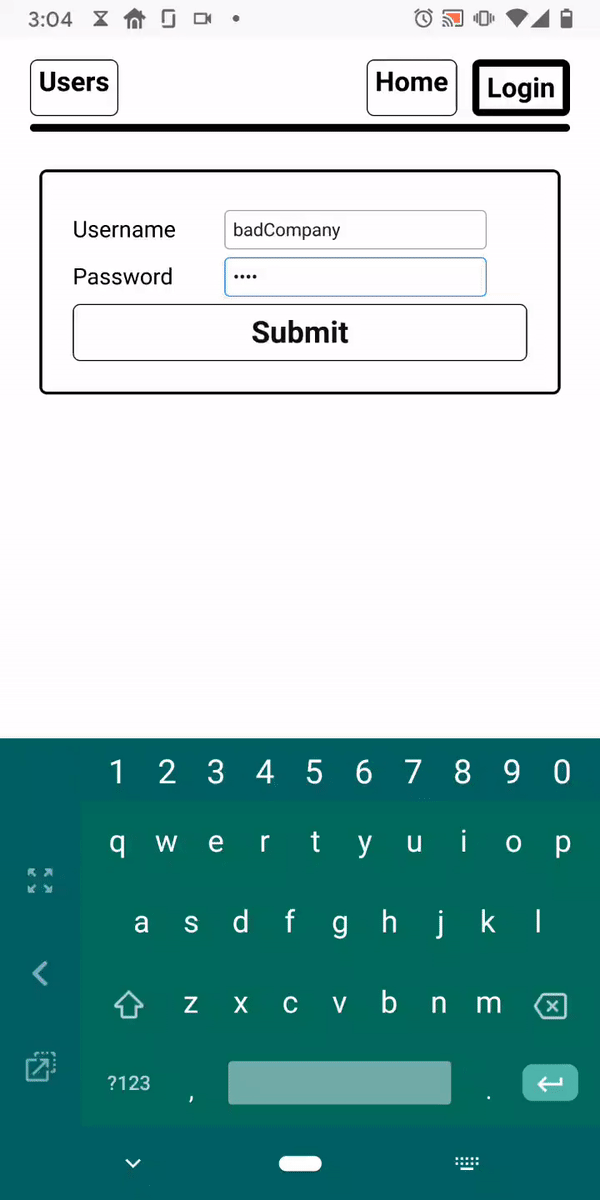 3:04
Users Home Login
Username badCompany
Password ••••
Submit
1 2 3 4 5 6 7 8 9 0
q w e r t y u i o p
a s d f g h j k l
z x c v b n m
?123 , .